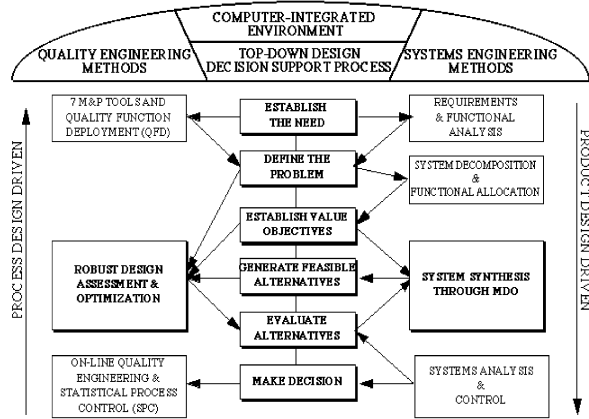 COMPUTER-INTEGRATED
ENVIRONMENT
QUALITY ENGINEERING
METHODS
TOP-DOWN DESIGN
DECISION SUPPORT PROCESS
SYSTEMS ENGINEERING
METHODS
PROCESS DESIGN DRIVEN
7 M&P TOOLS AND
QUALITY FUNCTION
DEPLOYMENT (QFD)
ESTABLISH
THE NEED
REQUIREMENTS
& FUNCTIONAL
ANALYSIS
PRODUCT DESIGN DRIVEN
DEFINE THE
PROBLEM
SYSTEM DECOMPOSITION
&
FUNCTIONAL ALLOCATION
ESTABLISH VALUE
OBJECTIVES
ROBUST DESIGN
ASSESSMENT &
OPTIMIZATION
GENERATE FEASIBLE
ALTERNATIVES
SYSTEM SYNTHESIS
THROUGH MDO
EVALUATE
ALTERNATIVES
ON-LINE QUALITY
ENGINEERING &
STATISTICAL PROCESS
CONTROL (SPC)
MAKE DECISION
SYSTEMS ANALYSIS
&
CONTROL